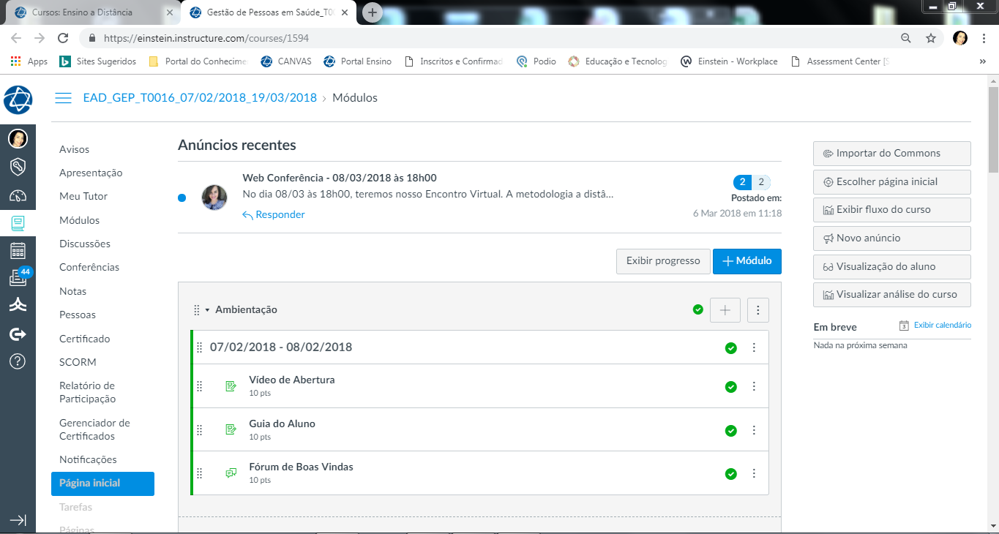 Cursos: Ensino a Distância
Gestão de Pessoas em Saúde_T00
https://einstein.instructure.com/courses/1594
Apps
Sites Sugeridos
Portal do Conhecime
CANVAS
Portal Ensino
Inscritos e Confirmad
Podio
Educação e Tecnolog
Einstein - Workplace
Assessment Center [S
»
EAD_GEP_T0016_07/02/2018_19/03/2018 › Módulos
44
Avisos
Apresentação
Meu Tutor
Módulos
Discussões
Conferências
Notas
Pessoas
Certificado
SCORM
Relatório de
Participação
Gerenciador de
Certificados
Notificações
Página inicial
Tarefas
Páginas
Anúncios recentes
Web Conferência - 08/03/2018 às 18h00
No dia 08/03 às 18h00, teremos nosso Encontro Virtual. A metodologia a distâ...
Responder
2 2
Postado em:
6 Mar 2018 em 11:18
Exibir progresso
+ Módulo
Ambientação
07/02/2018 - 08/02/2018
Vídeo de Abertura
10 pts
Guia do Aluno
10 pts
Fórum de Boas Vindas
10 pts
Importar do Commons
Escolher página inicial
Exibir fluxo do curso
Novo anúncio
Visualização do aluno
Visualizar análise do curso
Em breve
3 Exibir calendário
Nada na próxima semana